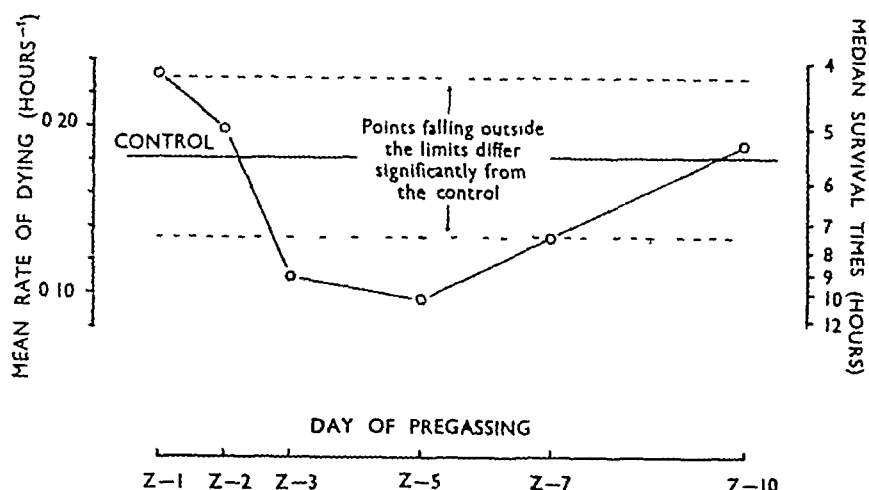 MEAN RATE OF DYING (HOURS⁻¹)
0 20
0 10
CONTROL
Points falling outside
the limits differ
significantly from
the control
4
5
6
7
8
9
10
12
MEDIAN SURVIVAL TIMES (HOURS)
DAY OF PREGASSING
Z—1 Z—2 Z—3 Z—5 Z—7 Z—10